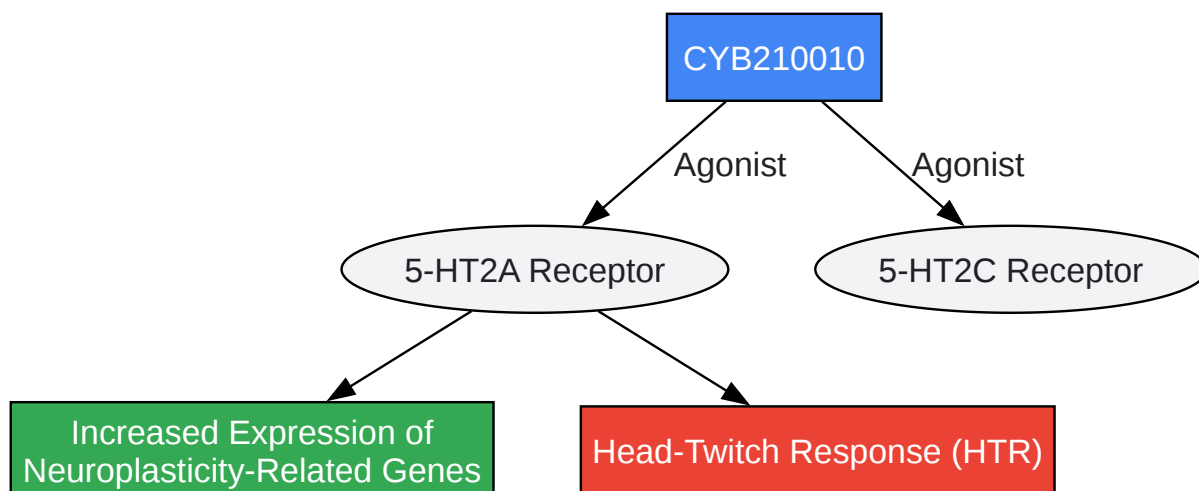 CYB210010
Agonist
Agonist
5-HT2A Receptor
5-HT2C Receptor
Increased Expression of
Neuroplasticity-Related Genes
Head-Twitch Response (HTR)